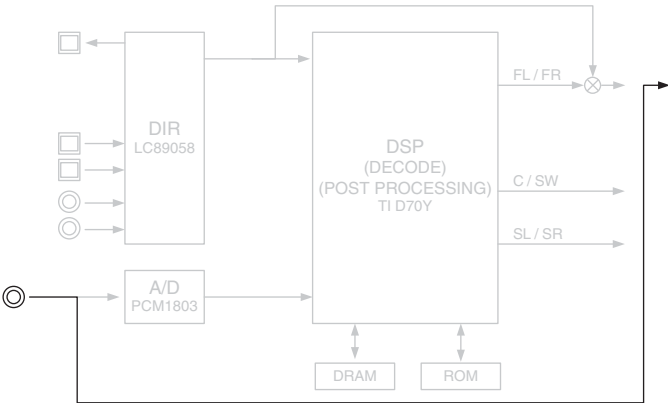 FL / FR
DIR
LC89058
DSP
(DECODE)
(POST PROCESSING)
TI D70Y
C / SW
SL / SR
A/D
PCM1803
DRAM
ROM